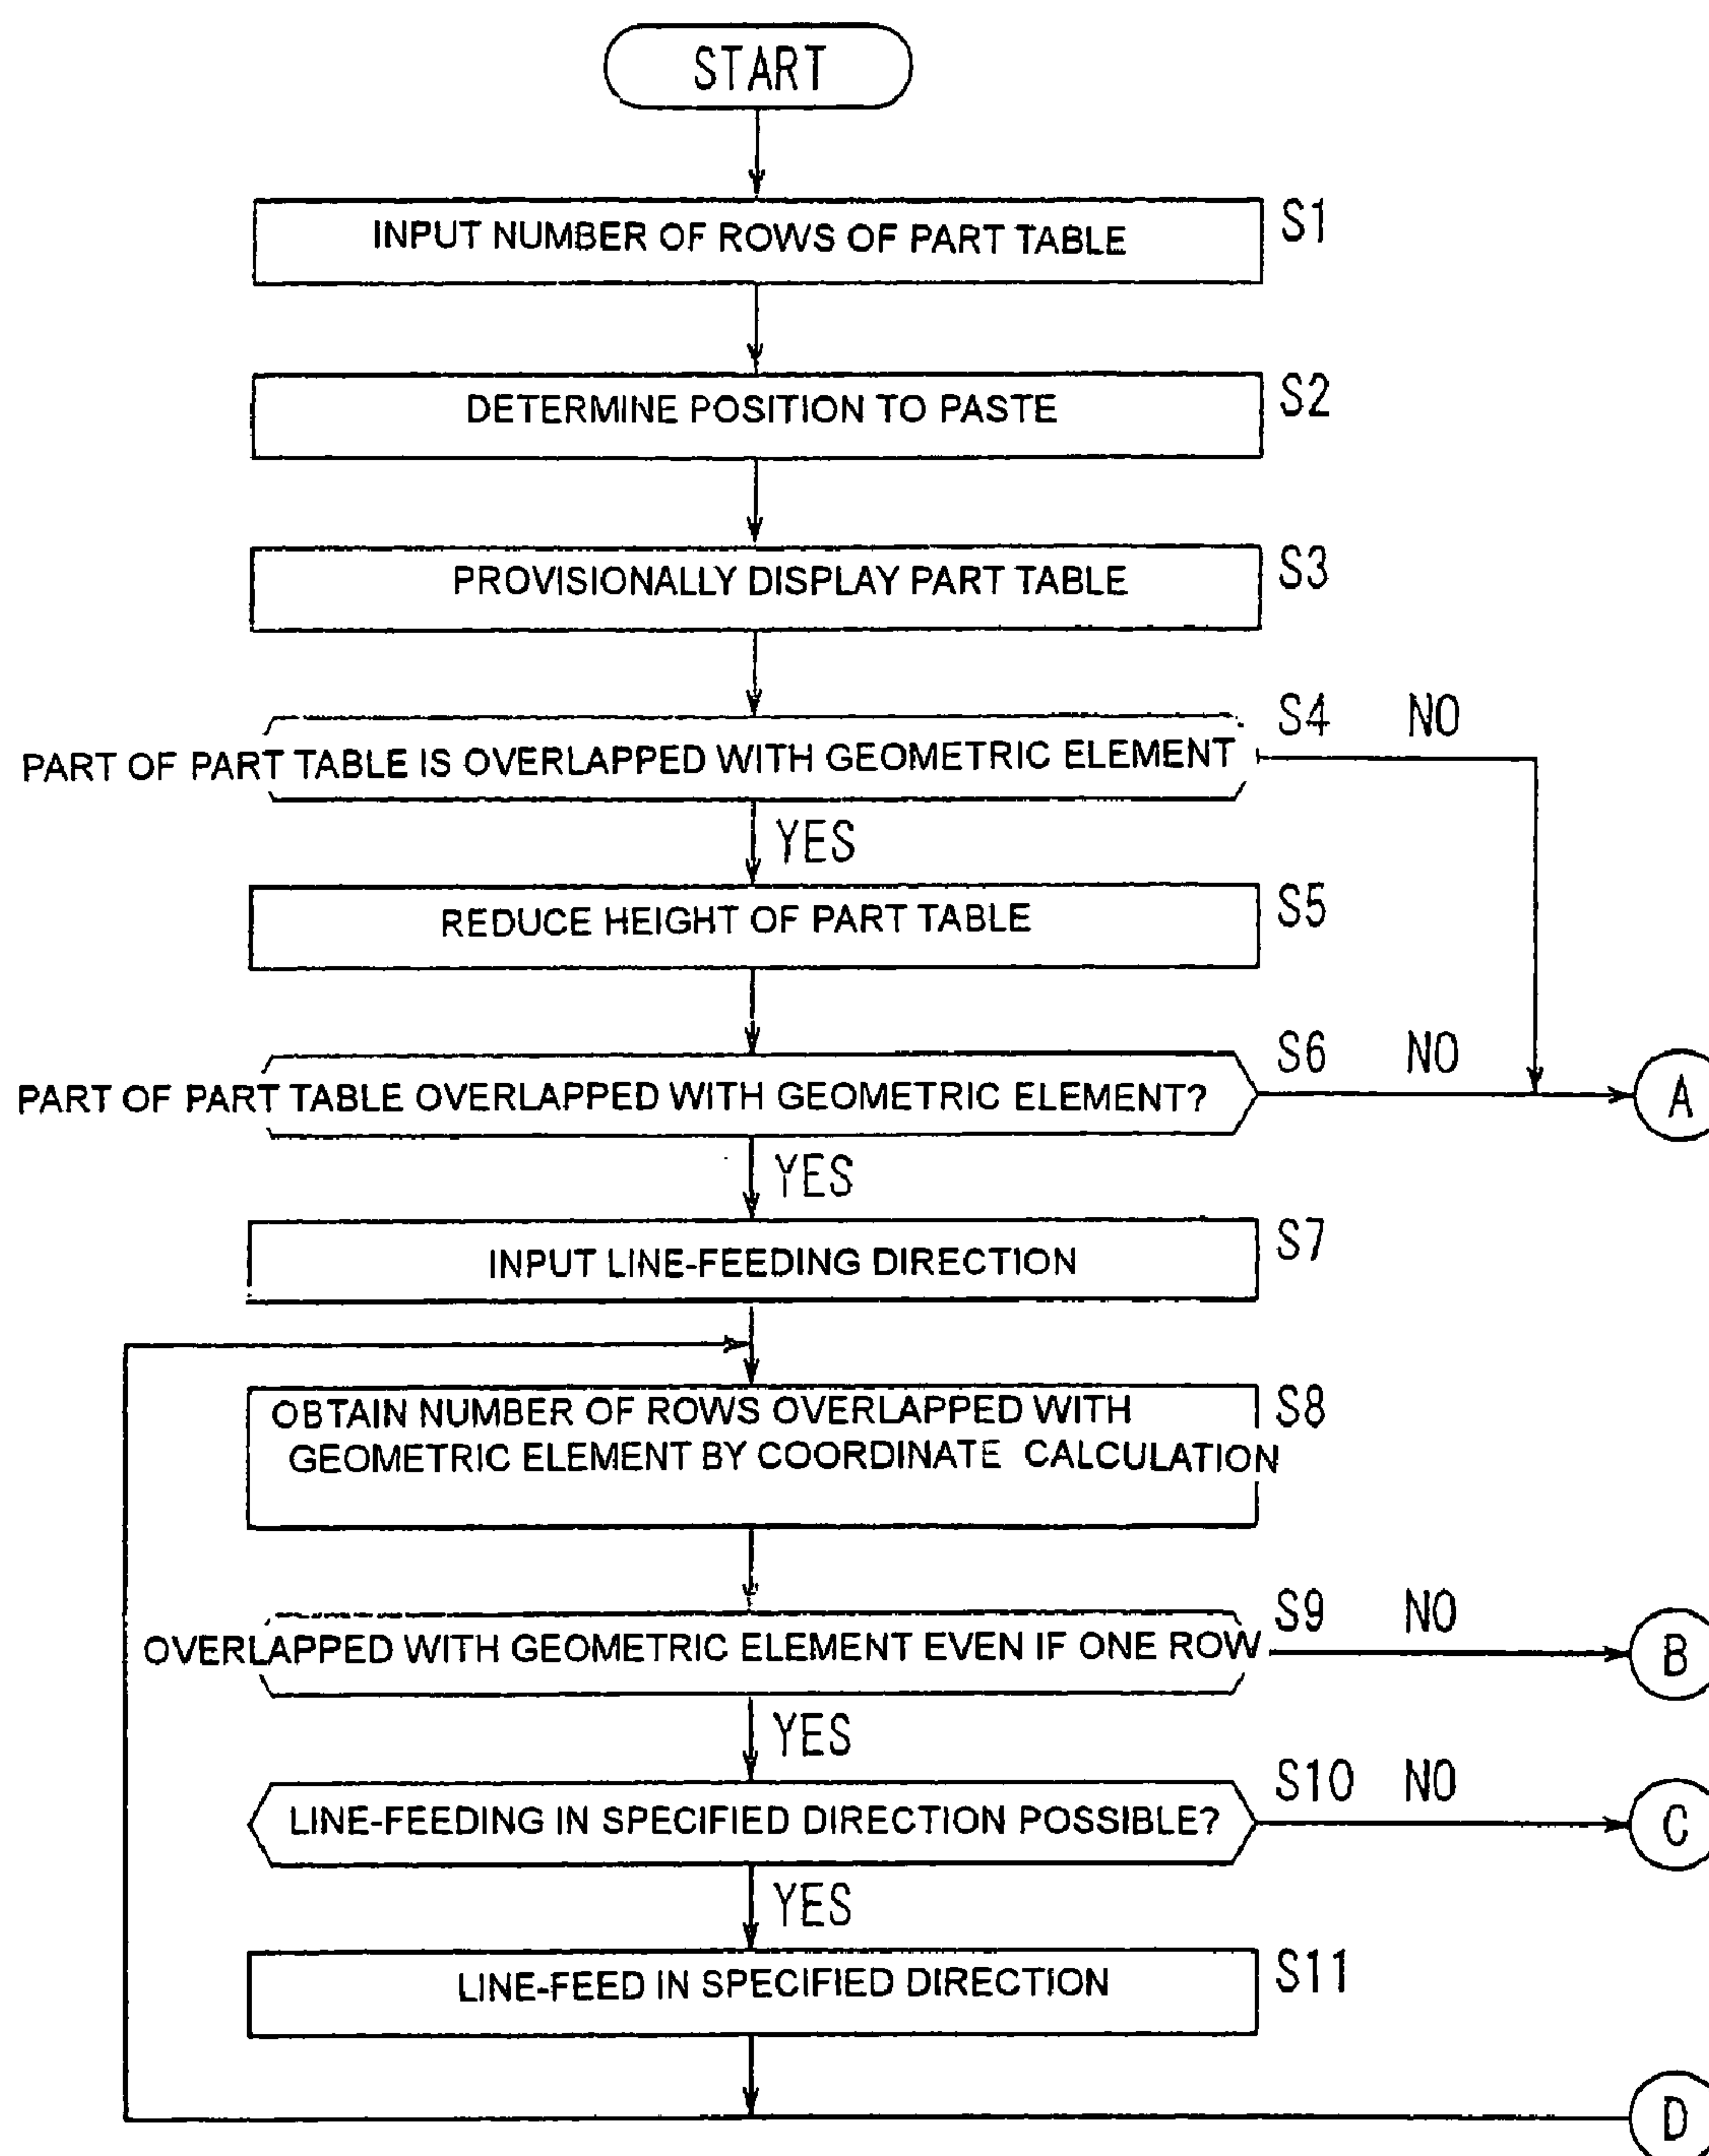 START
INPUT NUMBER OF ROWS OF PART TABLE
S1
DETERMINE POSITION TO PASTE
S2
PROVISIONALLY DISPLAY PART TABLE
S3
PART OF PART TABLE IS OVERLAPPED WITH GEOMETRIC ELEMENT
S4 NO
YES
REDUCE HEIGHT OF PART TABLE
S5
PART OF PART TABLE OVERLAPPED WITH GEOMETRIC ELEMENT?
S6 NO
A
YES
INPUT LINE-FEEDING DIRECTION
S7
OBTAIN NUMBER OF ROWS OVERLAPPED WITH
GEOMETRIC ELEMENT BY COORDINATE CALCULATION
S8
OVERLAPPED WITH GEOMETRIC ELEMENT EVEN IF ONE ROW
S9 NO
B
YES
LINE-FEEDING IN SPECIFIED DIRECTION POSSIBLE?
S10 NO
C
YES
LINE-FEED IN SPECIFIED DIRECTION
S11
D